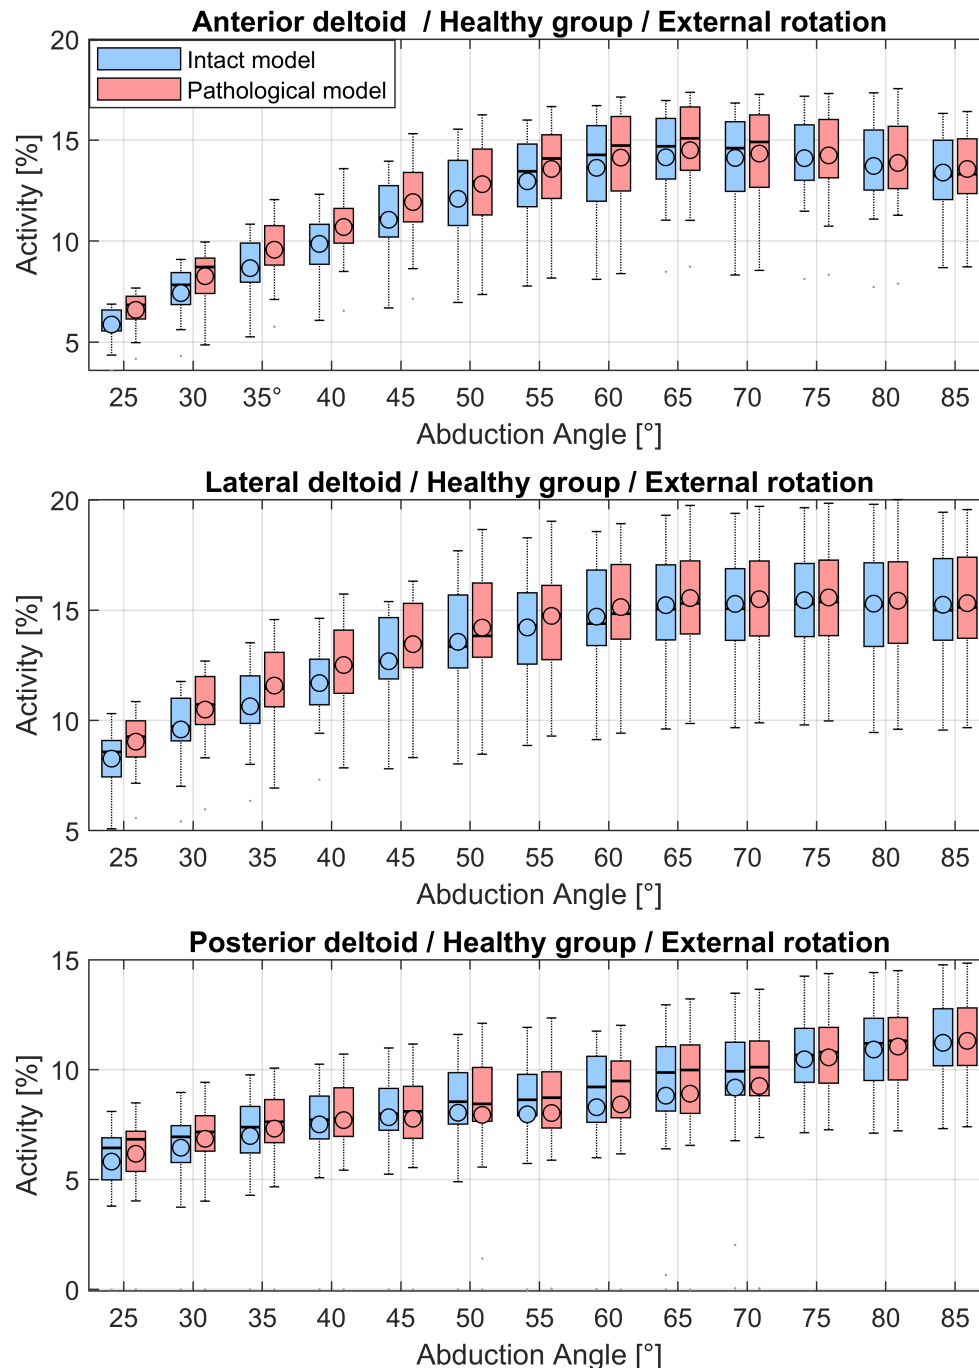 Anterior deltoid / Healthy group / External rotation
20
15
10
5
Activity [%]
Intact model
Pathological model
25 30 35° 40 45 50 55 60 65 70 75 80 85
Abduction Angle [°]
Lateral deltoid / Healthy group / External rotation
20
15
10
5
Activity [%]
25 30 35 40 45 50 55 60 65 70 75 80 85
Abduction Angle [°]
Posterior deltoid / Healthy group / External rotation
15
10
5
0
Activity [%]
25 30 35 40 45 50 55 60 65 70 75 80 85
Abduction Angle [°]